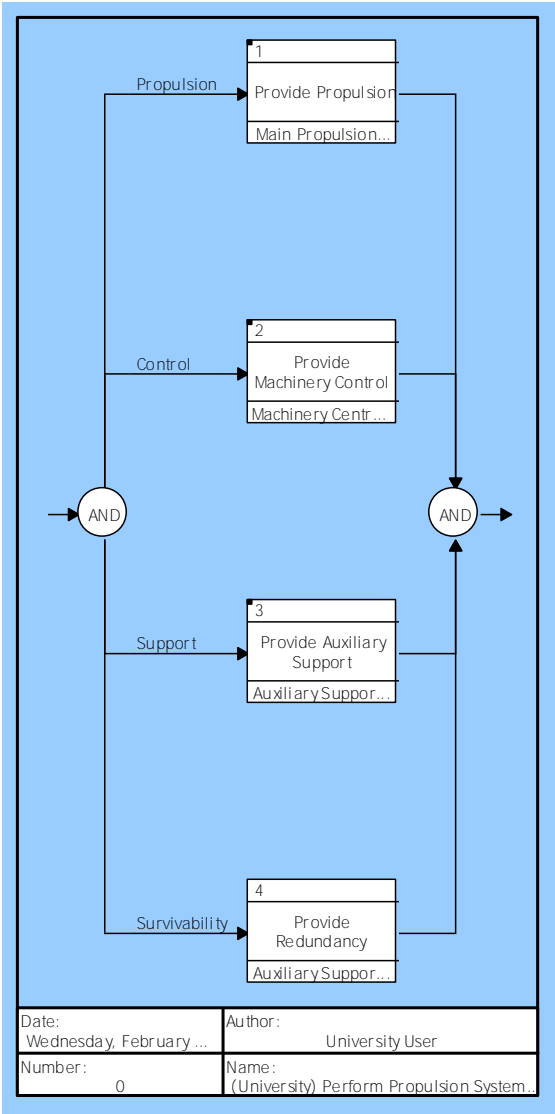 1
Propulsion
Provide Propulsion
Main Propulsion...
2
Control
Provide
Machinery Control
Machinery Centr...
AND
AND
3
Support
Provide Auxiliary
Support
Auxiliary Suppor...
4
Survivability
Provide
Redundancy
Auxiliary Suppor...
Date:
Wednesday, February ...
Author:
University User
Number:
0
Name:
(University) Perform Propulsion System...